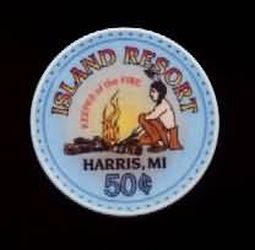 ISLAND RESORT
KEEPER of the FIRE
HARRIS, MI
50¢